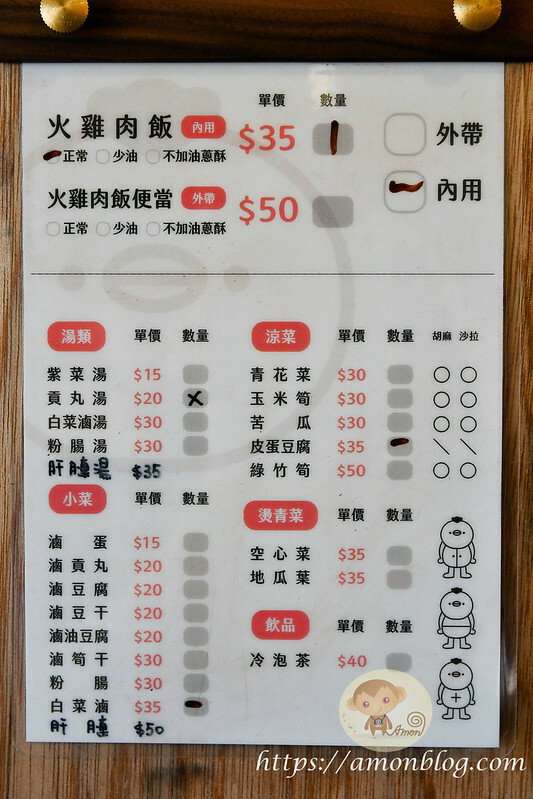 單價 數量
火雞肉飯 內用 $35
正常 少油 不加油蔥酥
火雞肉飯便當 外帶 $50
正常 少油 不加油蔥酥
外帶
內用
湯類 單價 數量
紫菜湯 $15
貢丸湯 $20 X
白菜滷湯 $30
粉腸湯 $30
肝膽湯 $35
小菜 單價 數量
滷蛋 $15
滷貢丸 $20
滷豆腐 $20
滷豆干 $20
滷油豆腐 $20
滷筍干 $30
粉腸 $30
白菜滷 $35
肝膽 $50
涼菜 單價 數量 胡麻 沙拉
青花菜 $30
玉米筍 $30
苦瓜 $30
皮蛋豆腐 $35
綠竹筍 $50
燙青菜 單價 數量
空心菜 $35
地瓜葉 $35
飲品 單價 數量
冷泡茶 $40
Amon
https://amonblog.com